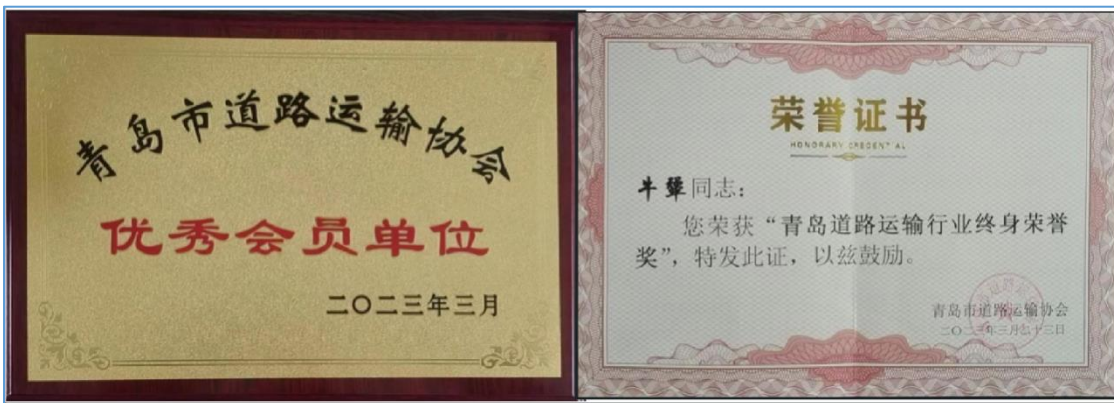 青岛市道路运输协会
优秀会员单位
二〇二三年三月
荣誉证书
HONORARY CREDENTIAL
牛犟同志：
您荣获“青岛道路运输行业终身荣誉
奖”，特发此证，以兹鼓励。
青岛市道路运输协会